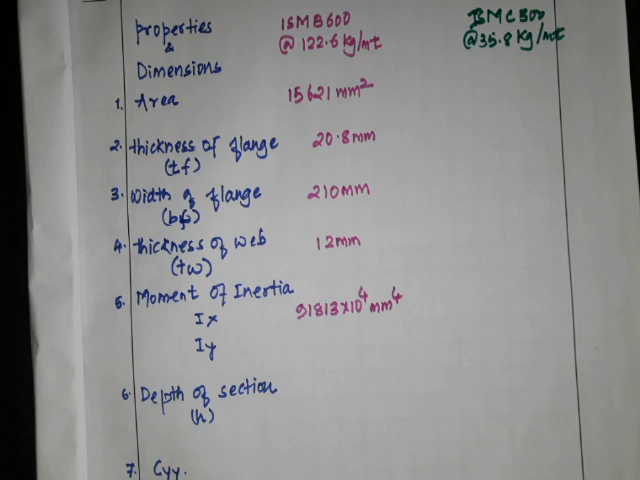 Properties ISMB600 ISMC300
& @ 122.6 kg/mt @35.8 kg/mt
Dimensions
1. Area 15621 mm²
2. thickness of flange 20.8mm
(tf)
3. Width of flange 210mm
(bf)
4. thickness of web 12mm
(tw)
5. Moment of Inertia 91813x10⁴ mm⁴
Ix
Iy
6. Depth of section
(h)
7. Cyy.